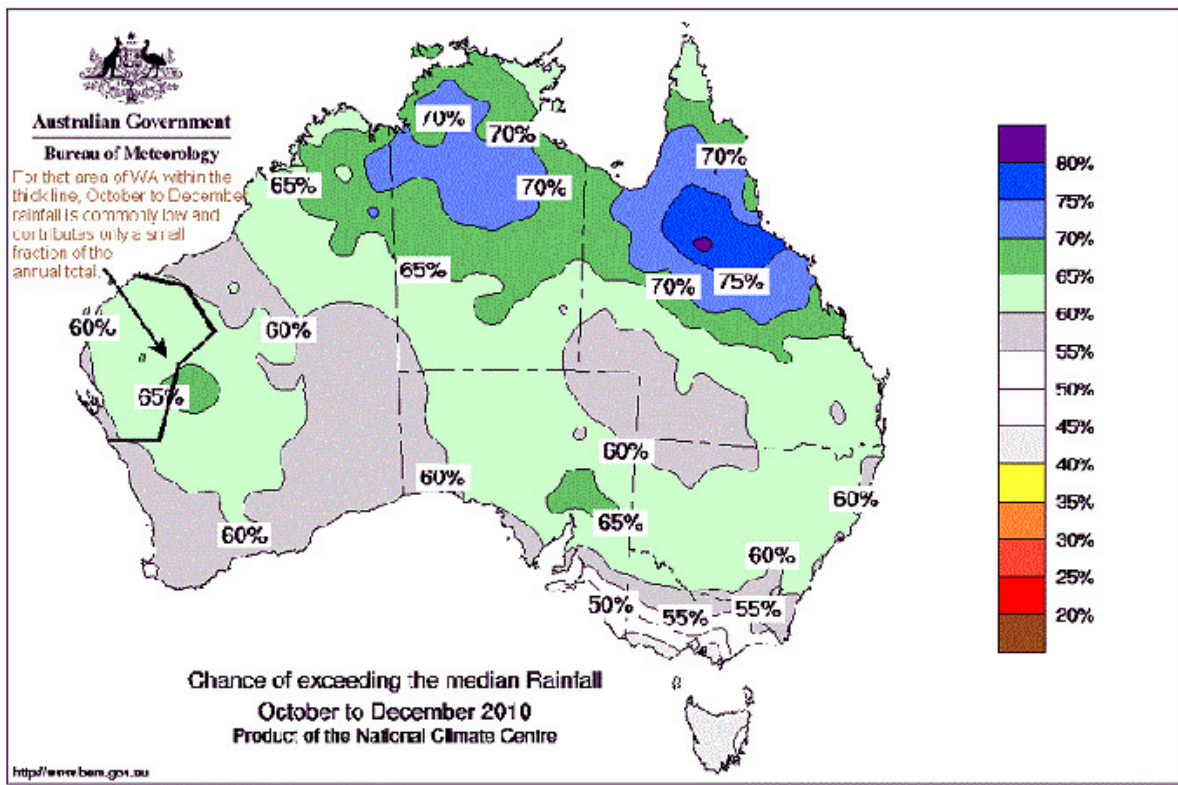 Australian Government
Bureau of Meteorology
For that area of WA within the
thick line, October to December
rainfall is commonly low and
contributes only a small
fraction of the
annual total.
70%
70%
70%
65%
70%
65%
70%
75%
60%
60%
65%
60%
60%
60%
65%
60%
60%
60%
50%
55%
55%
80%
75%
70%
65%
60%
55%
50%
45%
40%
35%
30%
25%
20%
Chance of exceeding the median Rainfall
October to December 2010
Product of the National Climate Centre
http://www.bom.gov.au